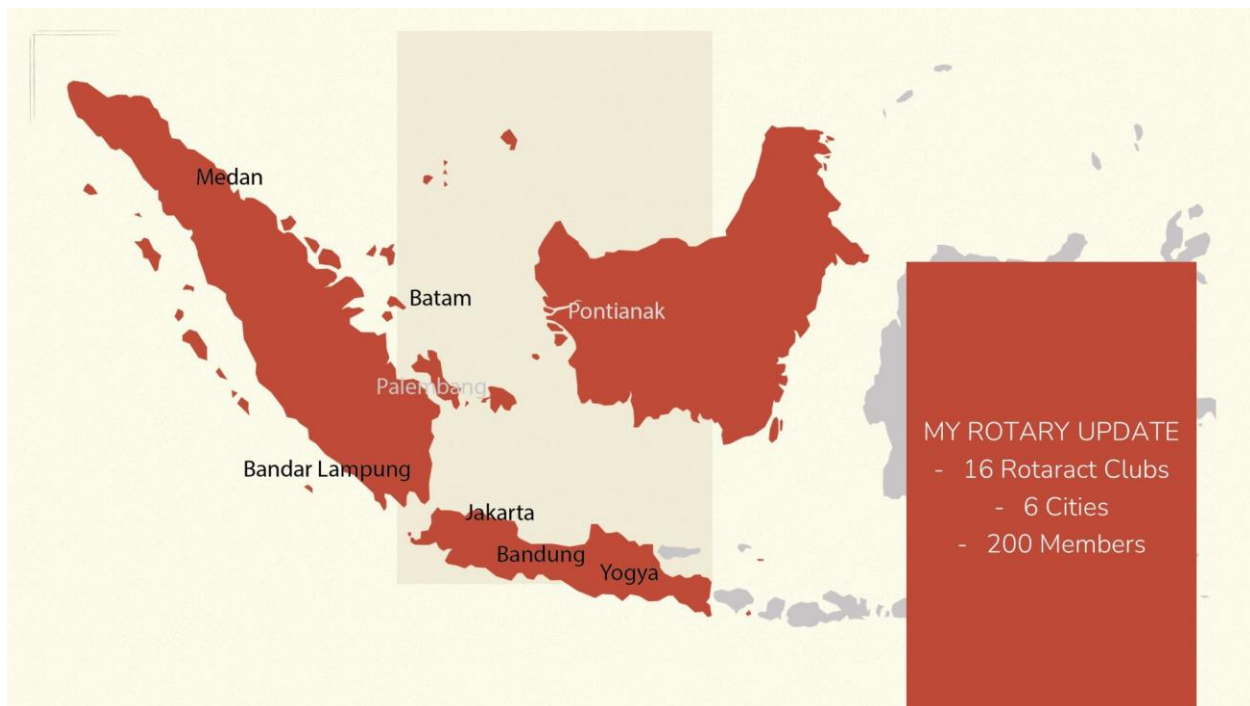 Medan
Batam
Pontianak
Palembang
Bandar Lampung
Jakarta
Bandung
Yogya
MY ROTARY UPDATE
- 16 Rotaract Clubs
- 6 Cities
- 200 Members